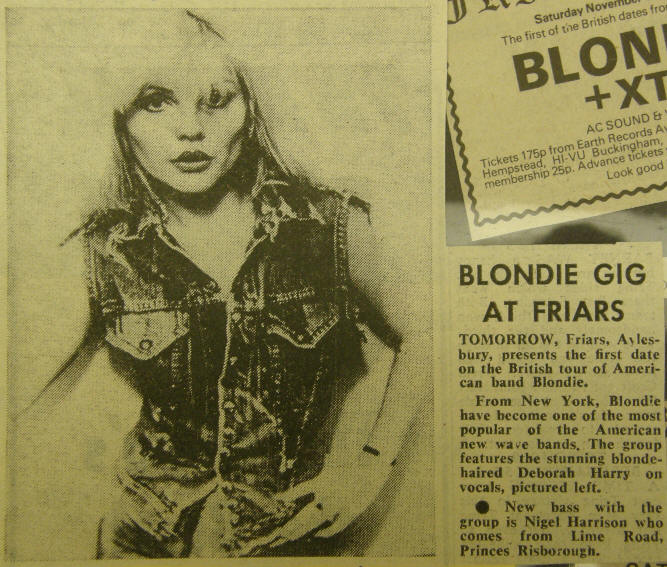 Saturday November
The first of the British dates fro
BLON
+XT
AC SOUND &
Tickets 175p from Earth Records A
Hempstead, HI-VU Buckingham,
membership 25p. Advance tickets
Look good
BLONDIE GIG
AT FRIARS
TOMORROW, Friars, Ayles-
bury, presents the first date
on the British tour of Ameri-
can band Blondie.
From New York, Blondie
have become one of the most
popular of the American
new wave bands. The group
features the stunning blonde-
haired Deborah Harry on
vocals, pictured left.
● New bass with the
group is Nigel Harrison who
comes from Lime Road,
Princes Risborough.